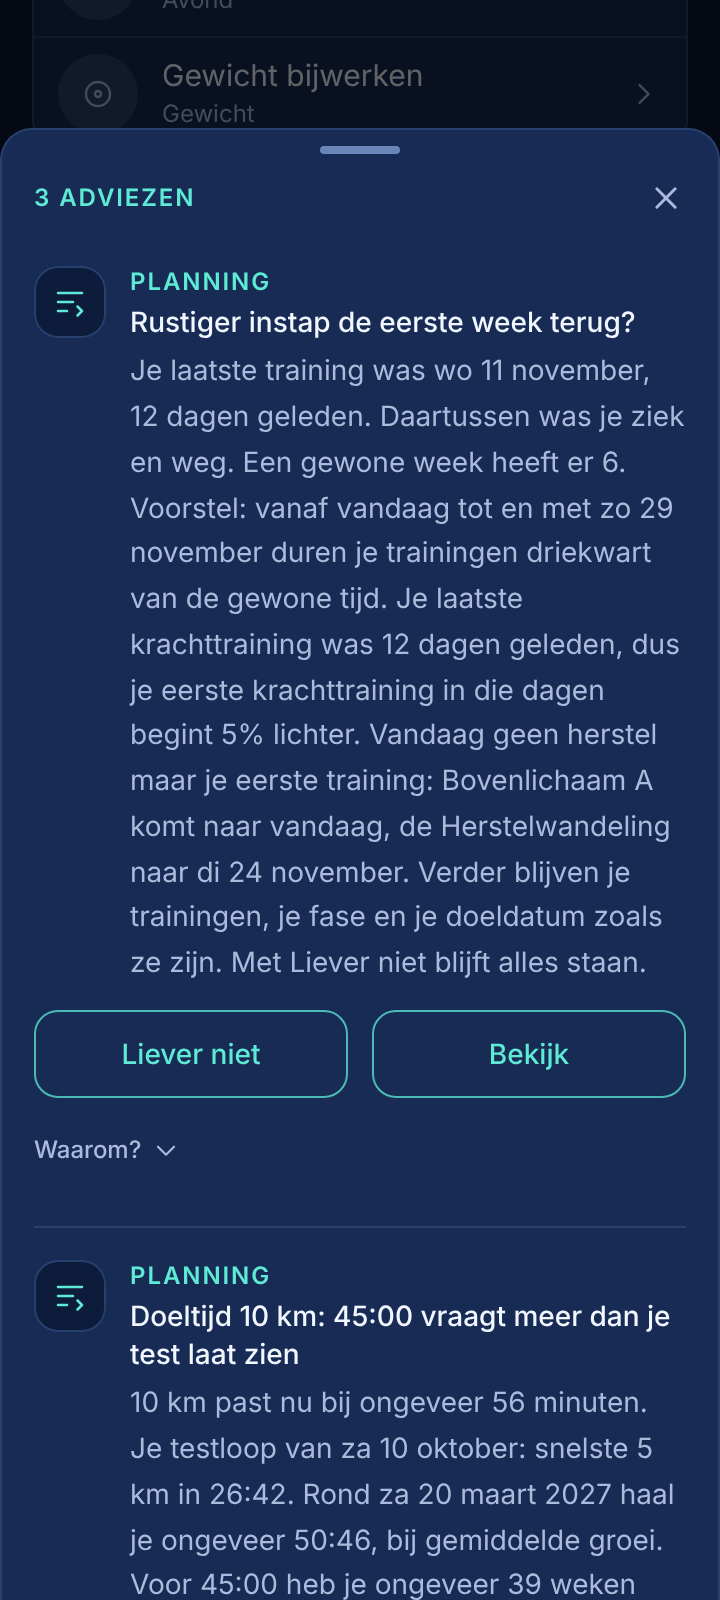 Avond
Gewicht bijwerken
Gewicht
3 ADVIEZEN
PLANNING
Rustiger instap de eerste week terug?
Je laatste training was wo 11 november,
12 dagen geleden. Daartussen was je ziek
en weg. Een gewone week heeft er 6.
Voorstel: vanaf vandaag tot en met zo 29
november duren je trainingen driekwart
van de gewone tijd. Je laatste
krachttraining was 12 dagen geleden, dus
je eerste krachttraining in die dagen
begint 5% lichter. Vandaag geen herstel
maar je eerste training: Bovenlichaam A
komt naar vandaag, de Herstelwandeling
naar di 24 november. Verder blijven je
trainingen, je fase en je doeldatum zoals
ze zijn. Met Liever niet blijft alles staan.
Liever niet
Bekijk
Waarom?
PLANNING
Doeltijd 10 km: 45:00 vraagt meer dan je
test laat zien
10 km past nu bij ongeveer 56 minuten.
Je testloop van za 10 oktober: snelste 5
km in 26:42. Rond za 20 maart 2027 haal
je ongeveer 50:46, bij gemiddelde groei.
Voor 45:00 heb je ongeveer 39 weken